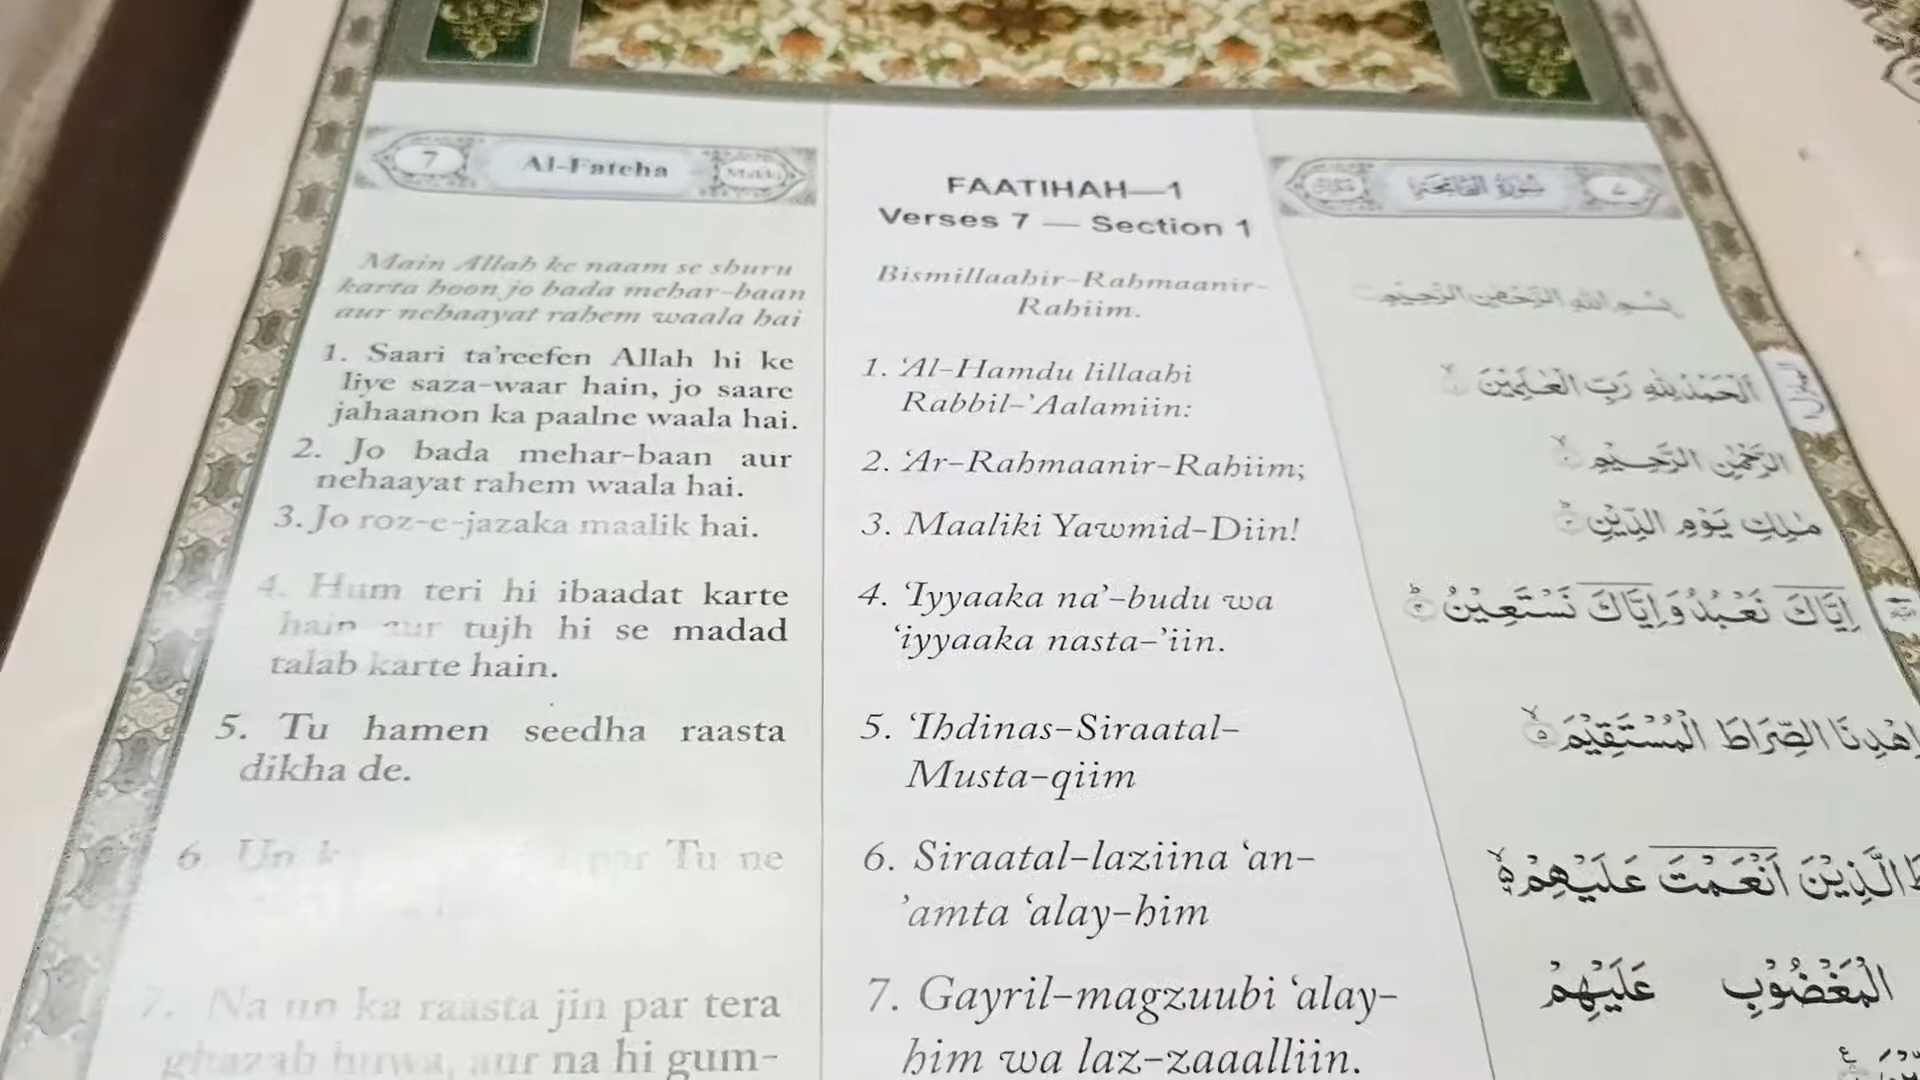 7 Al-Fateha Makki
Main Allah ke naam se shuru
karta hoon jo bada mehar-baan
aur nehaayat rahem waala hai
1. Saari ta'reefen Allah hi ke
liye saza-waar hain, jo saare
jahaanon ka paalne waala hai.
2. Jo bada mehar-baan aur
nehaayat rahem waala hai.
3. Jo roz-e-jazaka maalik hai.
4. Hum teri hi ibaadat karte
hain aur tujh hi se madad
talab karte hain.
5. Tu hamen seedha raasta
dikha de.
6. Un par Tu ne
7. Na un ka raasta jin par tera
ghazab huwa, aur na hi gum-
FAATIHAH—1
Verses 7 — Section 1
Bismillaahir-Rahmaanir-
Rahiim.
1. 'Al-Hamdu lillaahi
Rabbil-'Aalamiin:
2. 'Ar-Rahmaanir-Rahiim;
3. Maaliki Yawmid-Diin!
4. 'Iyyaaka na'-budu wa
'iyyaaka nasta-'iin.
5. 'Ihdinas-Siraatal-
Musta-qiim
6. Siraatal-laziina 'an-
'amta 'alay-him
7. Gayril-magzuubi 'alay-
him wa laz-zaaalliin.
سُوْرَةُ الْفَاتِحَةِ
بِسْمِ اللهِ الرَّحْمٰنِ الرَّحِيْمِ
اَلْحَمْدُ لِلّٰهِ رَبِّ الْعٰلَمِيْنَ
الرَّحْمٰنِ الرَّحِيْمِ
مٰلِكِ يَوْمِ الدِّيْنِ
اِيَّاكَ نَعْبُدُ وَاِيَّاكَ نَسْتَعِيْنُ
اِهْدِنَا الصِّرَاطَ الْمُسْتَقِيْمَ
الَّذِيْنَ اَنْعَمْتَ عَلَيْهِمْ
الْمَغْضُوْبِ عَلَيْهِمْ